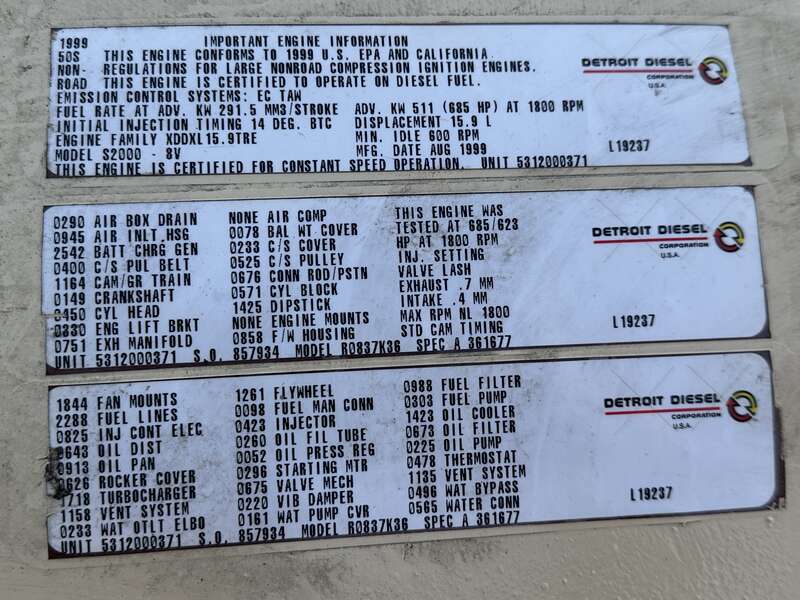 1999 IMPORTANT ENGINE INFORMATION
50S THIS ENGINE CONFORMS TO 1999 U.S. EPA AND CALIFORNIA
NON- REGULATIONS FOR LARGE NONROAD COMPRESSION IGNITION ENGINES.
ROAD THIS ENGINE IS CERTIFIED TO OPERATE ON DIESEL FUEL.
EMISSION CONTROL SYSTEMS: EC TAW
FUEL RATE AT ADV. KW 291.5 MM3/STROKE ADV. KW 511 (685 HP) AT 1800 RPM
INITIAL INJECTION TIMING 14 DEG. BTC DISPLACEMENT 15.9 L
ENGINE FAMILY XDDXL15.9TRE MIN. IDLE 600 RPM
MODEL S2000 - 8V MFG. DATE AUG 1999
THIS ENGINE IS CERTIFIED FOR CONSTANT SPEED OPERATION. UNIT 5312000371
DETROIT DIESEL
CORPORATION
U.S.A.
L19237
0290 AIR BOX DRAIN NONE AIR COMP THIS ENGINE WAS
0945 AIR INLT HSG 0078 BAL WT COVER TESTED AT 685/623
2542 BATT CHRG GEN 0233 C/S COVER HP AT 1800 RPM
0400 C/S PUL BELT 0525 C/S PULLEY INJ. SETTING
1164 CAM/GR TRAIN 0676 CONN ROD/PSTN VALVE LASH
0149 CRANKSHAFT 0571 CYL BLOCK EXHAUST .7 MM
0450 CYL HEAD 1425 DIPSTICK INTAKE .4 MM
0330 ENG LIFT BRKT NONE ENGINE MOUNTS MAX RPM NL 1800
0751 EXH MANIFOLD 0858 F/W HOUSING STD CAM TIMING
UNIT 5312000371 S.O. 857934 MODEL R0837K36 SPEC A 361677
DETROIT DIESEL
CORPORATION
U.S.A.
L19237
1844 FAN MOUNTS 1261 FLYWHEEL 0988 FUEL FILTER
2288 FUEL LINES 0098 FUEL MAN CONN 0303 FUEL PUMP
0825 INJ CONT ELEC 0423 INJECTOR 1423 OIL COOLER
0643 OIL DIST 0260 OIL FIL TUBE 0673 OIL FILTER
0913 OIL PAN 0052 OIL PRESS REG 0225 OIL PUMP
0626 ROCKER COVER 0296 STARTING MTR 0478 THERMOSTAT
1718 TURBOCHARGER 0675 VALVE MECH 1135 VENT SYSTEM
1158 VENT SYSTEM 0220 VIB DAMPER 0496 WAT BYPASS
0233 WAT OTLT ELBO 0161 WAT PUMP CVR 0565 WATER CONN
UNIT 5312000371 S.O. 857934 MODEL R0837K36 SPEC A 361677
DETROIT DIESEL
CORPORATION
U.S.A.
L19237